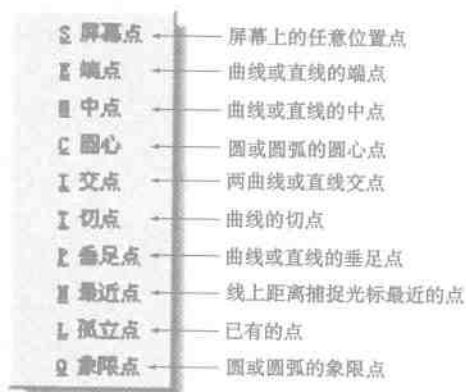 S 屏幕点 屏幕上的任意位置点
E 端点 曲线或直线的端点
M 中点 曲线或直线的中点
C 圆心 圆或圆弧的圆心点
I 交点 两曲线或直线交点
T 切点 曲线的切点
P 垂足点 曲线或直线的垂足点
N 最近点 线上距离捕捉光标最近的点
L 孤立点 已有的点
Q 象限点 圆或圆弧的象限点